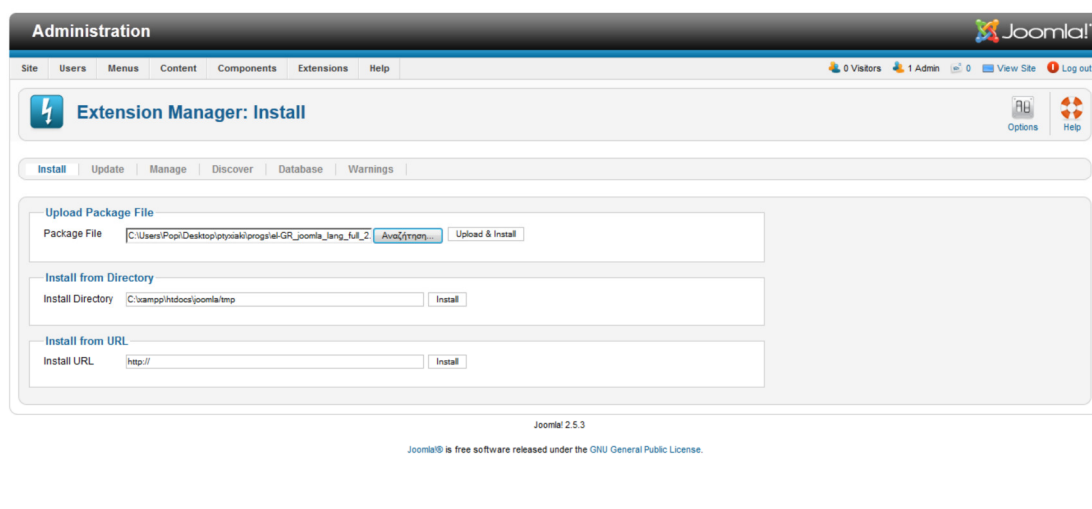 Administration
Joomla!
Site Users Menus Content Components Extensions Help
0 Visitors 1 Admin 0 View Site Log out
Extension Manager: Install
Options Help
Install Update Manage Discover Database Warnings
Upload Package File
Package File C:\Users\Popi\Desktop\ptyxiaki\progs\el-GR_joomla_lang_full_2. Αναζήτηση... Upload & Install
Install from Directory
Install Directory C:\xampp\htdocs\joomla/tmp Install
Install from URL
Install URL http:// Install
Joomla! 2.5.3
Joomla!® is free software released under the GNU General Public License.